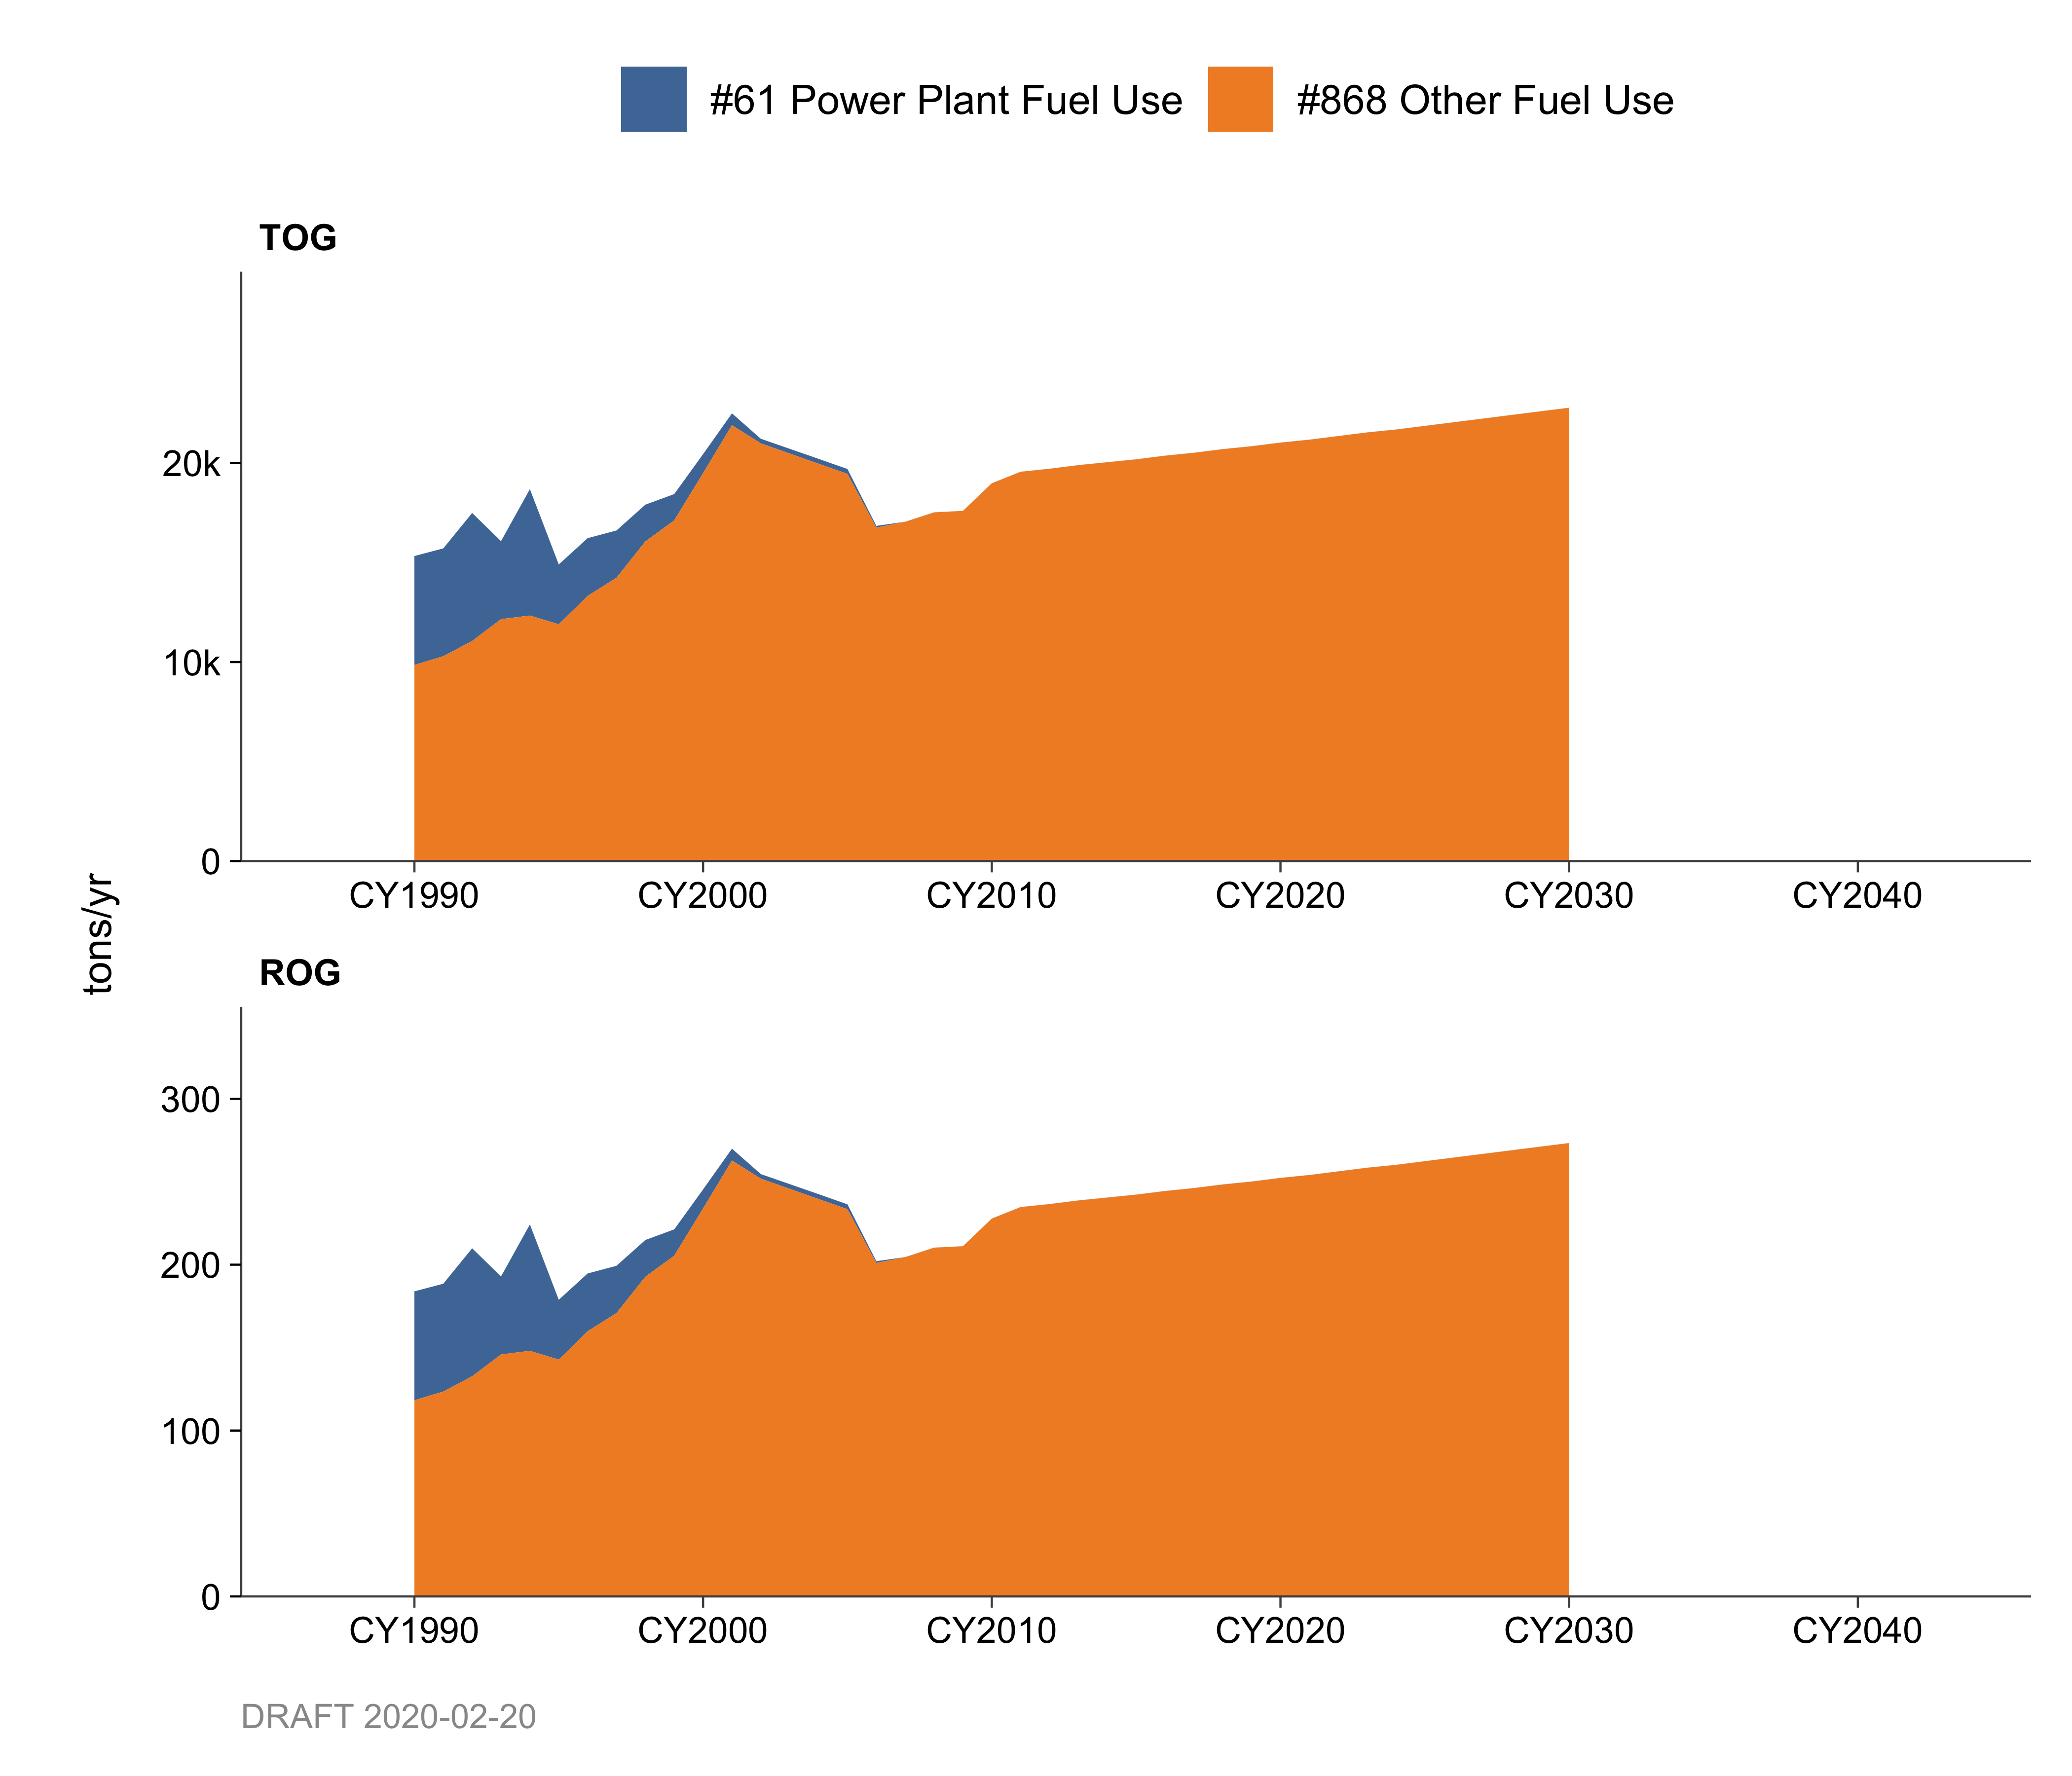 #61 Power Plant Fuel Use #868 Other Fuel Use
TOG
20k
10k
0
CY1990 CY2000 CY2010 CY2020 CY2030 CY2040
tons/yr
ROG
300
200
100
0
CY1990 CY2000 CY2010 CY2020 CY2030 CY2040
DRAFT 2020-02-20